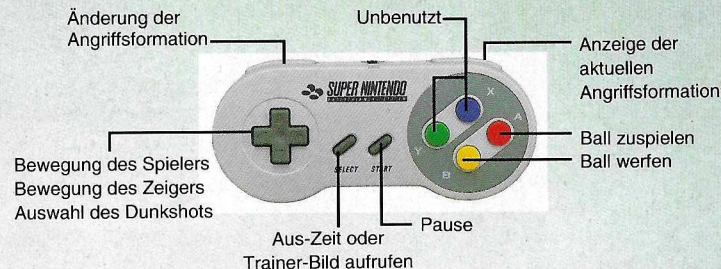 Änderung der
Angriffsformation
Unbenutzt
Anzeige der
aktuellen
Angriffsformation
SUPER NINTENDO
X
A
Y
B
Ball zuspielen
Ball werfen
Bewegung des Spielers
Bewegung des Zeigers
Auswahl des Dunkshots
SELECT
START
Pause
Aus-Zeit oder
Trainer-Bild aufrufen